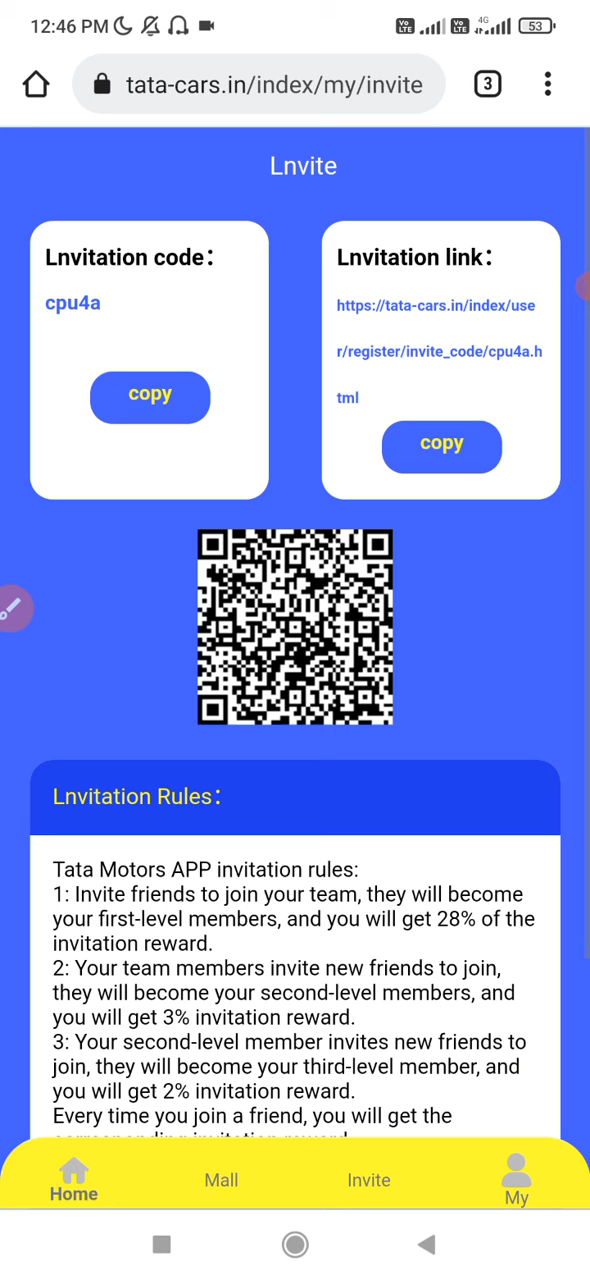 12:46 PM
Vo LTE
Vo LTE
4G
53
tata-cars.in/index/my/invite
3
Lnvite
Lnvitation code：
cpu4a
copy
Lnvitation link：
https://tata-cars.in/index/use
r/register/invite_code/cpu4a.h
tml
copy
Lnvitation Rules：
Tata Motors APP invitation rules:
1: Invite friends to join your team, they will become
your first-level members, and you will get 28% of the
invitation reward.
2: Your team members invite new friends to join,
they will become your second-level members, and
you will get 3% invitation reward.
3: Your second-level member invites new friends to
join, they will become your third-level member, and
you will get 2% invitation reward.
Every time you join a friend, you will get the
Home
Mall
Invite
My